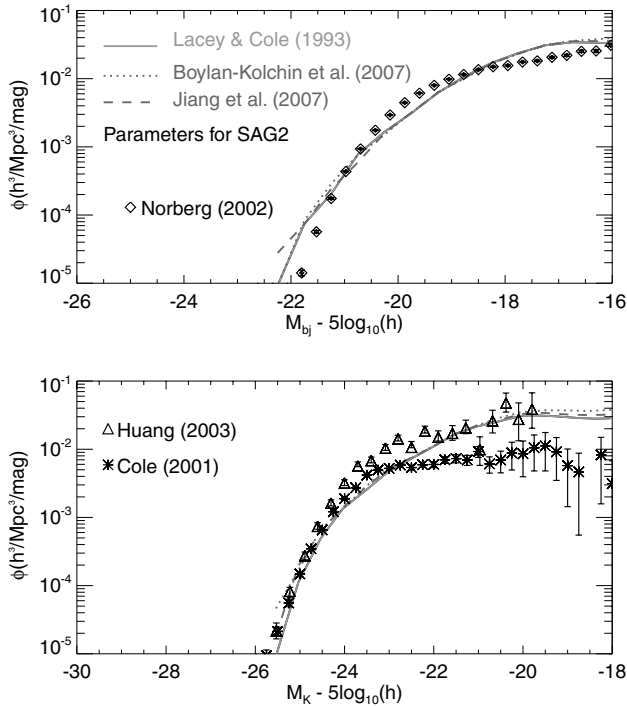 Lacey & Cole (1993)
Boylan-Kolchin et al. (2007)
Jiang et al. (2007)
Parameters for SAG2
Norberg (2002)
ϕ(h³/Mpc³/mag)
10⁻¹
10⁻²
10⁻³
10⁻⁴
10⁻⁵
-26 -24 -22 -20 -18 -16
M_bj - 5log₁₀(h)
Huang (2003)
Cole (2001)
ϕ(h³/Mpc³/mag)
10⁻¹
10⁻²
10⁻³
10⁻⁴
10⁻⁵
-30 -28 -26 -24 -22 -20 -18
M_K - 5log₁₀(h)